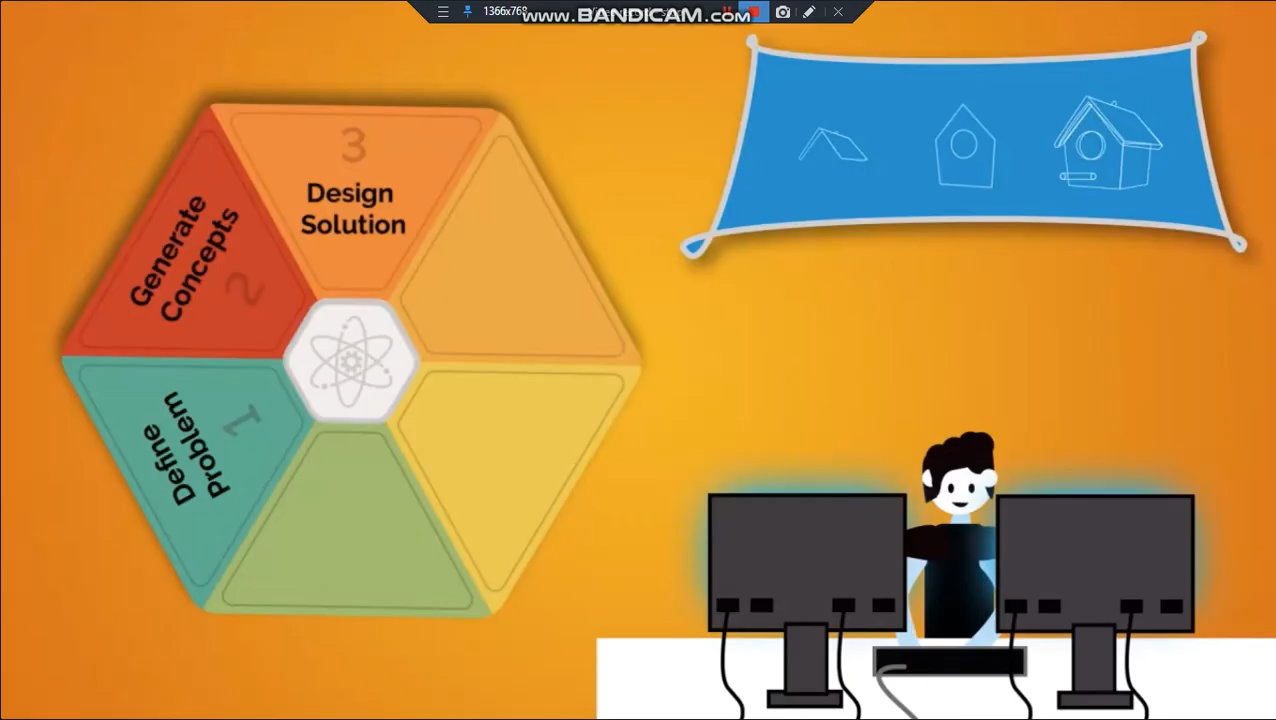 1366x768
www.BANDICAM.com
3
Design
Solution
Generate
Concepts
2
Define
Problem
1